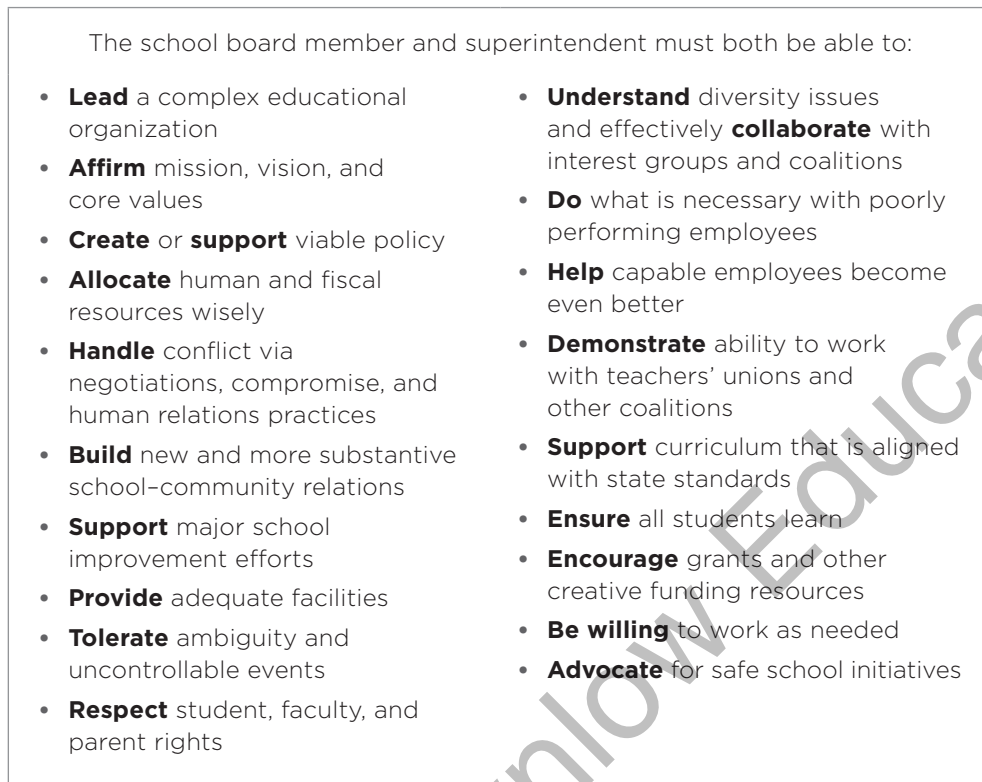 The school board member and superintendent must both be able to:
• Lead a complex educational
organization
• Affirm mission, vision, and
core values
• Create or support viable policy
• Allocate human and fiscal
resources wisely
• Handle conflict via
negotiations, compromise, and
human relations practices
• Build new and more substantive
school–community relations
• Support major school
improvement efforts
• Provide adequate facilities
• Tolerate ambiguity and
uncontrollable events
• Respect student, faculty, and
parent rights
• Understand diversity issues
and effectively collaborate with
interest groups and coalitions
• Do what is necessary with poorly
performing employees
• Help capable employees become
even better
• Demonstrate ability to work
with teachers’ unions and
other coalitions
• Support curriculum that is aligned
with state standards
• Ensure all students learn
• Encourage grants and other
creative funding resources
• Be willing to work as needed
• Advocate for safe school initiatives
nlow Educa